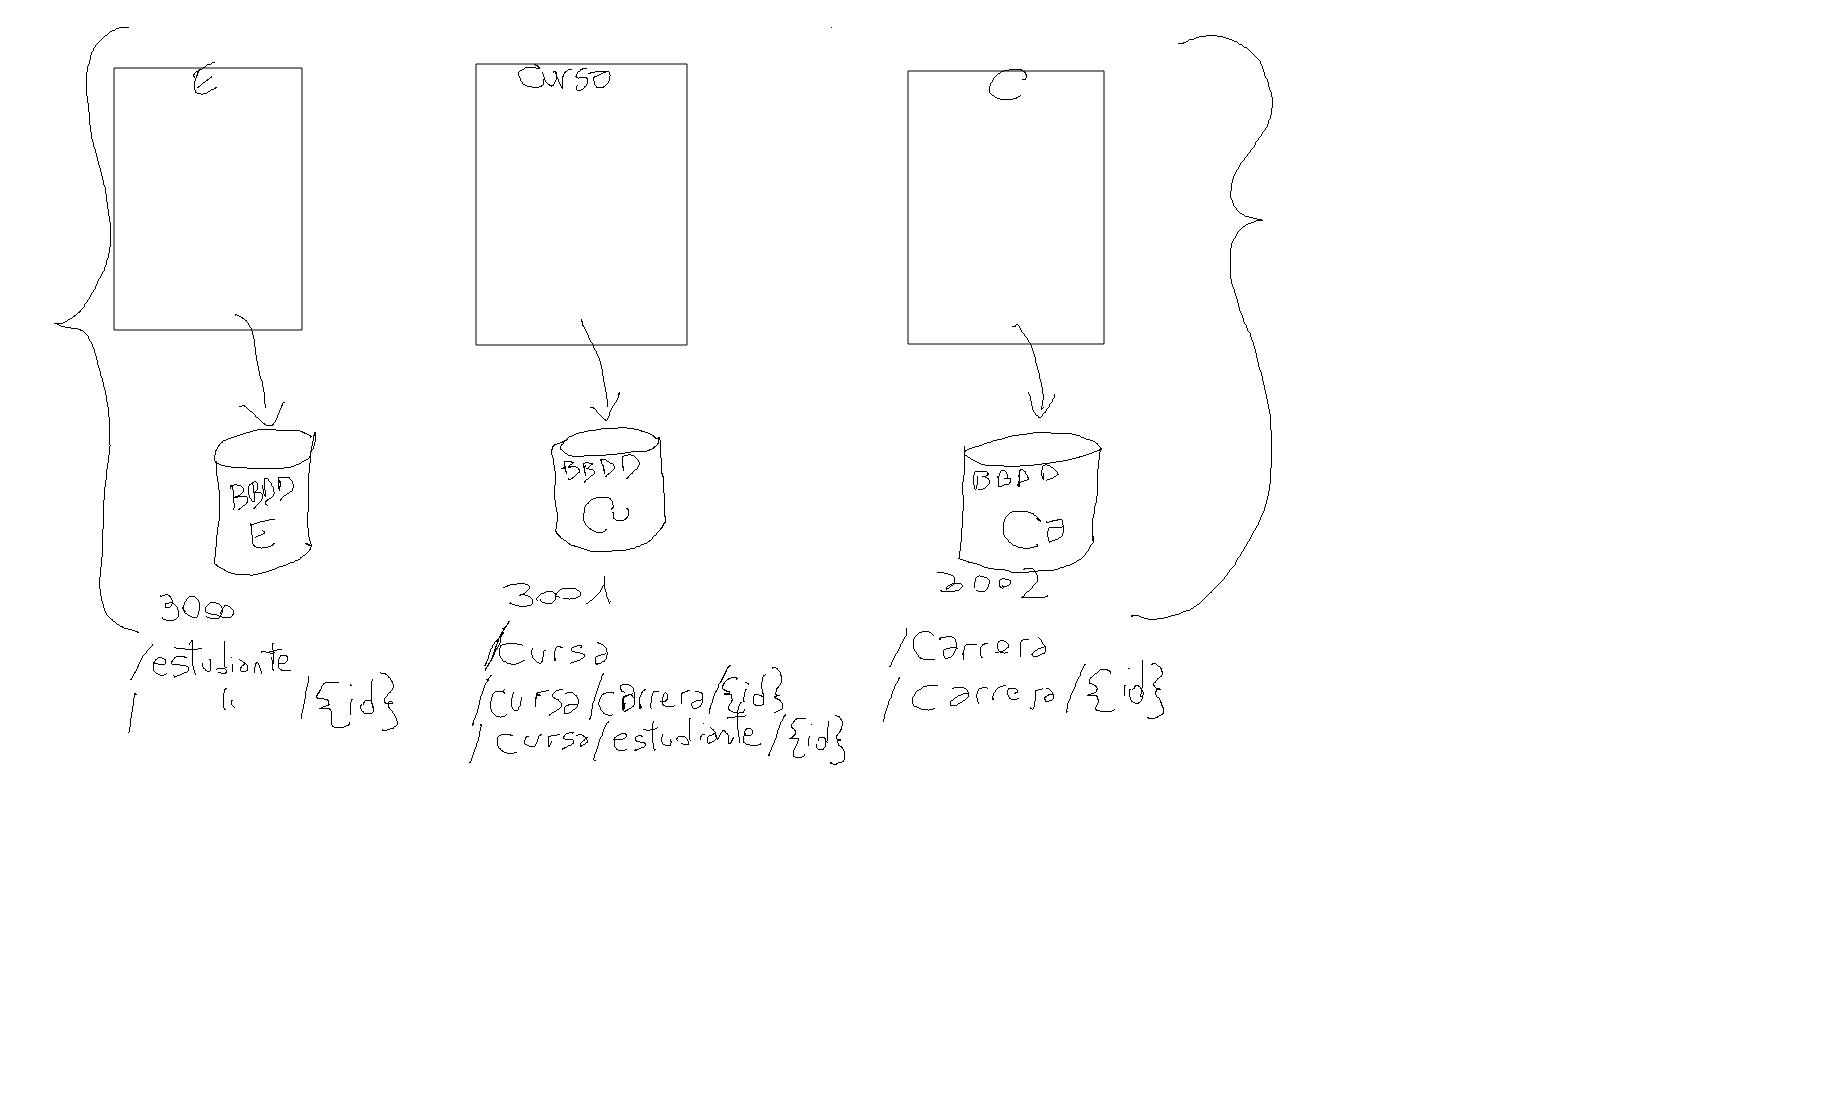 E
curso
C
BBDD
E
BBDD
Cu
BBDD
Ca
3000
/estudiante
/ " /{id}
3001
/cursa
/cursa/carrera/{id}
/cursa/estudiante/{id}
3002
/Carrera
/Carrera/{id}